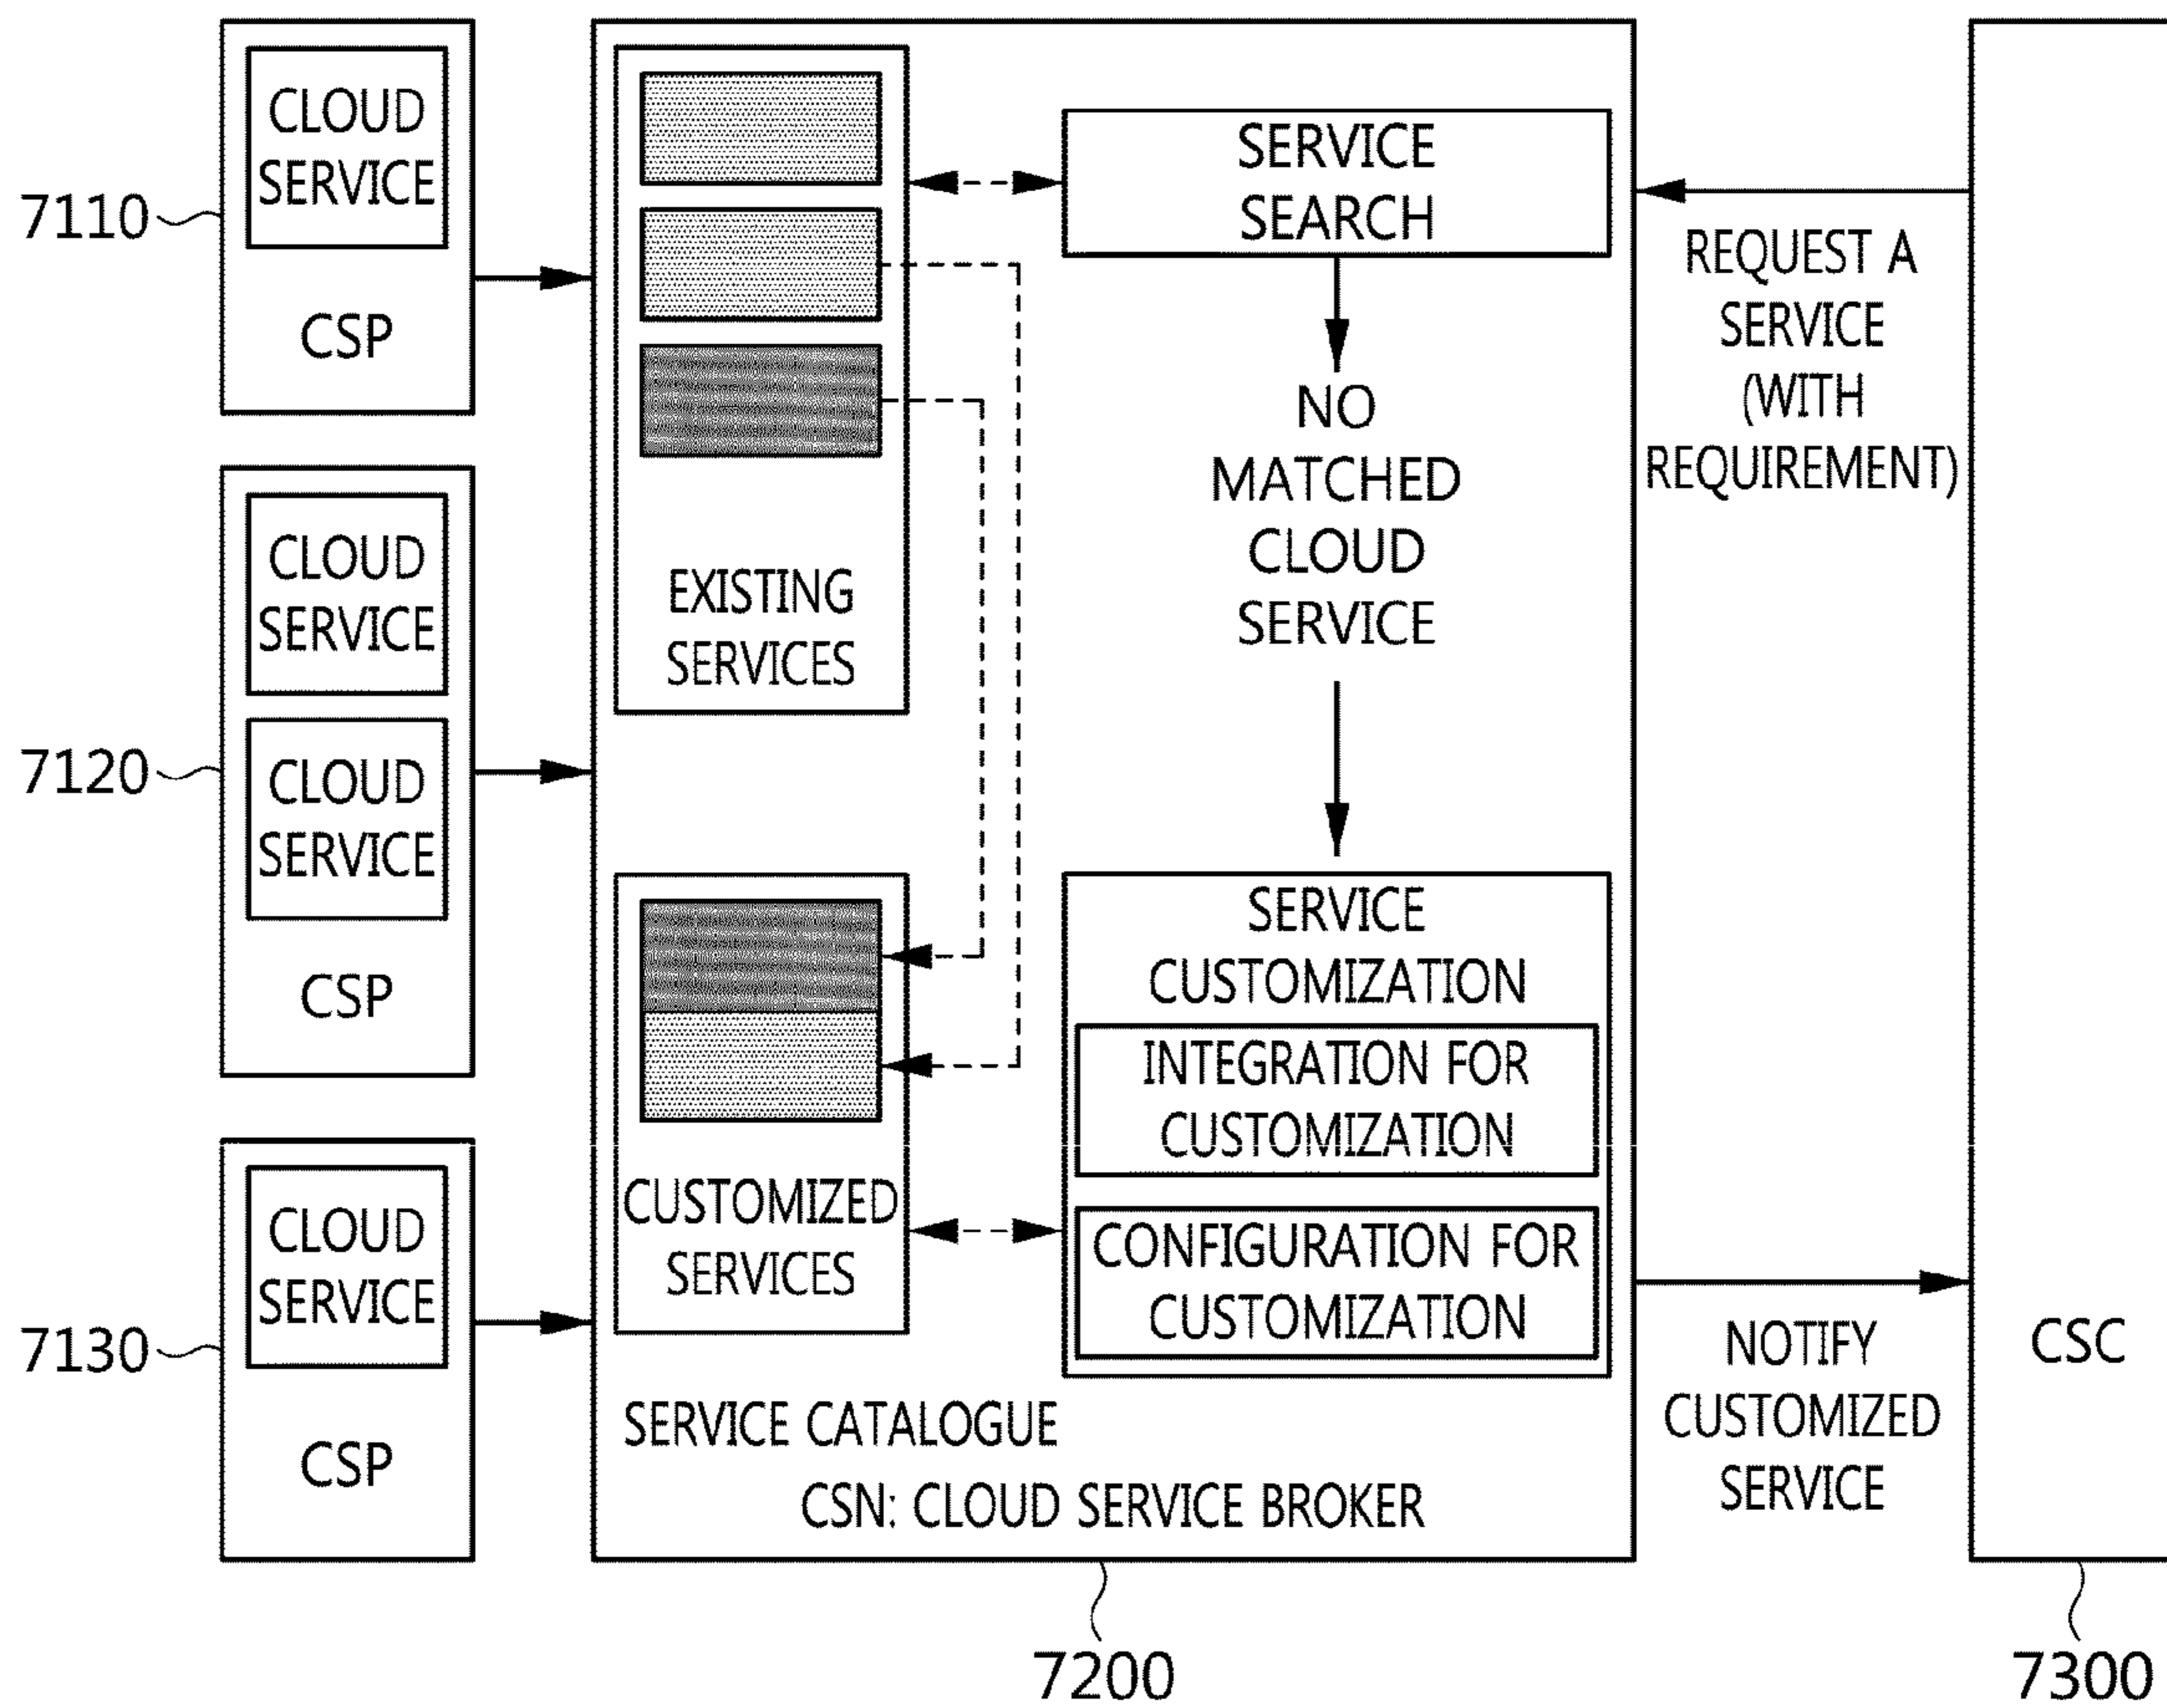 7110
CLOUD
SERVICE
CSP
7120
CLOUD
SERVICE
CLOUD
SERVICE
CSP
7130
CLOUD
SERVICE
CSP
EXISTING
SERVICES
CUSTOMIZED
SERVICES
SERVICE CATALOGUE
SERVICE
SEARCH
NO
MATCHED
CLOUD
SERVICE
SERVICE
CUSTOMIZATION
INTEGRATION FOR
CUSTOMIZATION
CONFIGURATION FOR
CUSTOMIZATION
CSN: CLOUD SERVICE BROKER
7200
REQUEST A
SERVICE
(WITH
REQUIREMENT)
NOTIFY
CUSTOMIZED
SERVICE
CSC
7300